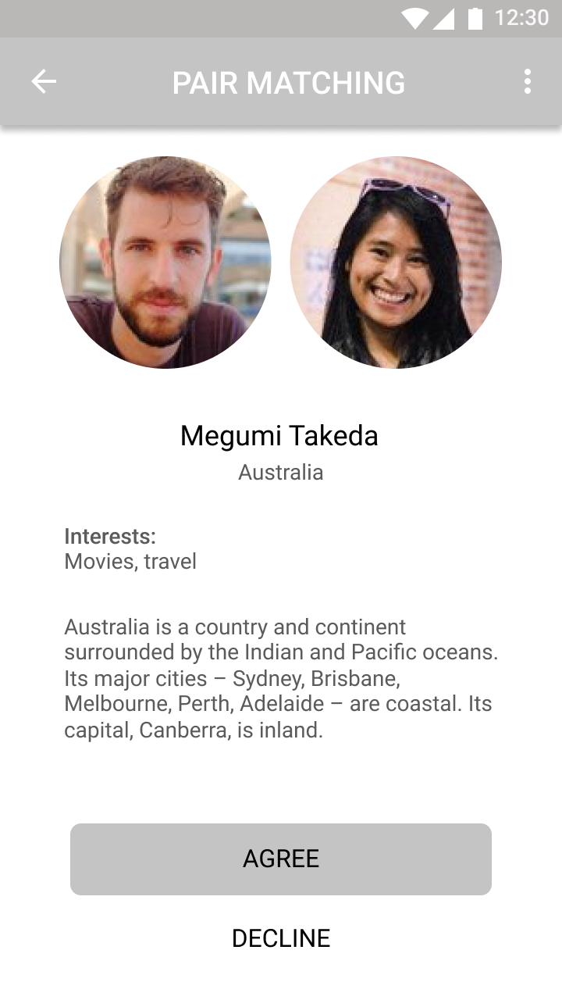 12:30
PAIR MATCHING
Megumi Takeda
Australia
Interests:
Movies, travel
Australia is a country and continent
surrounded by the Indian and Pacific oceans.
Its major cities – Sydney, Brisbane,
Melbourne, Perth, Adelaide – are coastal. Its
capital, Canberra, is inland.
AGREE
DECLINE